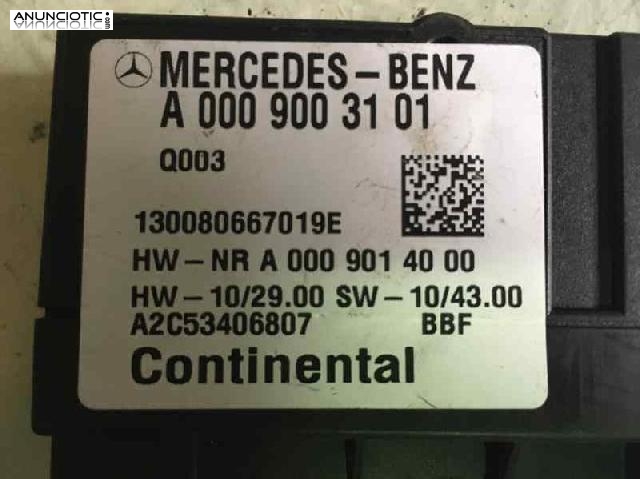 ANUNCIOTIC.com
MERCEDES-BENZ
A 000 900 31 01
Q003
130080667019E
HW-NR A 000 901 40 00
HW-10/29.00 SW-10/43.00
A2C53406807 BBF
Continental